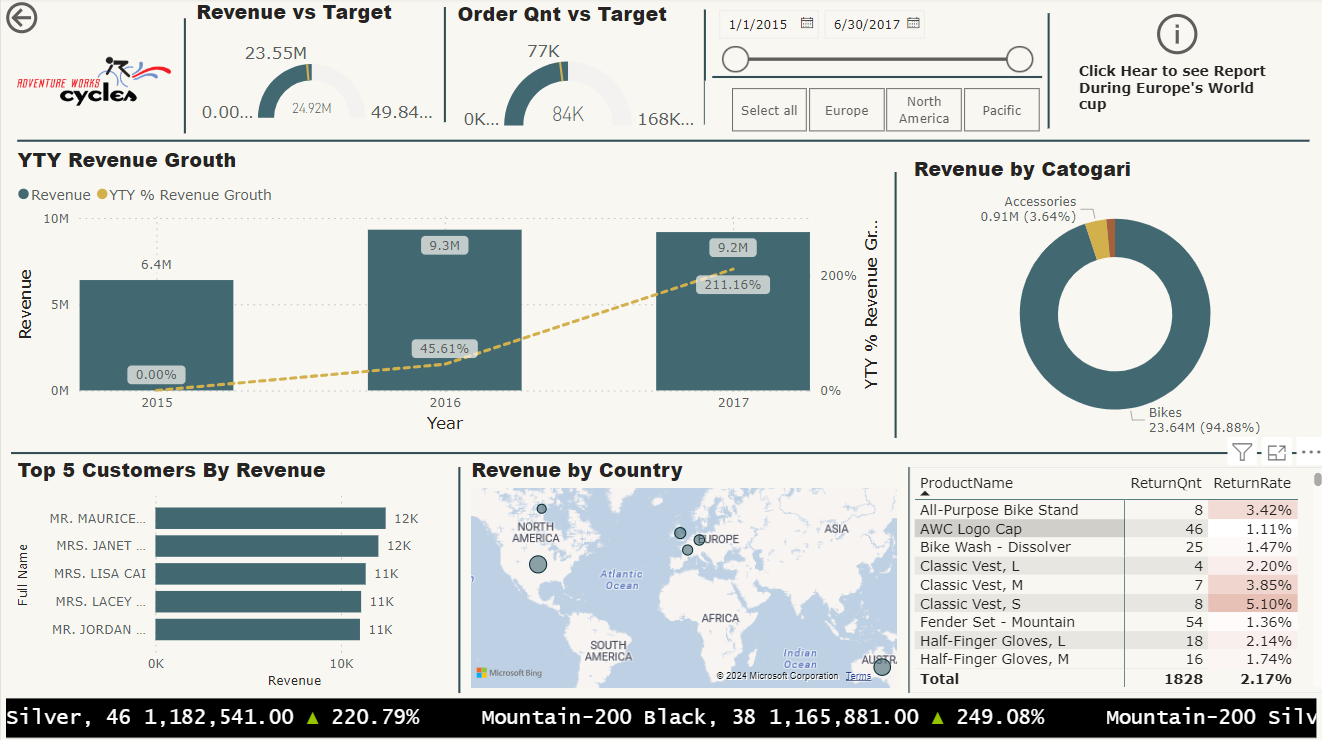 Revenue vs Target
23.55M
0.00...
24.92M
49.84...
Order Qnt vs Target
77K
0K...
84K
168K...
1/1/2015
6/30/2017
Select all
Europe
North
America
Pacific
i
Click Hear to see Report
During Europe's World
cup
ADVENTURE WORKS
cycles
YTY Revenue Grouth
Revenue
YTY % Revenue Grouth
10M
5M
0M
Revenue
6.4M
9.3M
9.2M
0.00%
45.61%
211.16%
2015
2016
2017
Year
200%
0%
YTY % Revenue Gr...
Revenue by Catogari
Accessories
0.91M (3.64%)
Bikes
23.64M (94.88%)
Top 5 Customers By Revenue
Full Name
MR. MAURICE... 12K
MRS. JANET ... 12K
MRS. LISA CAI 11K
MRS. LACEY ... 11K
MR. JORDAN ... 11K
0K
10K
Revenue
Revenue by Country
NORTH
AMERICA
EUROPE
ASIA
Atlantic
Ocean
AFRICA
SOUTH
AMERICA
Indian
Ocean
AUSTR
Microsoft Bing
© 2024 Microsoft Corporation Terms
ProductName ReturnQnt ReturnRate
All-Purpose Bike Stand 8 3.42%
AWC Logo Cap 46 1.11%
Bike Wash - Dissolver 25 1.47%
Classic Vest, L 4 2.20%
Classic Vest, M 7 3.85%
Classic Vest, S 8 5.10%
Fender Set - Mountain 54 1.36%
Half-Finger Gloves, L 18 2.14%
Half-Finger Gloves, M 16 1.74%
Total 1828 2.17%
Silver, 46 1,182,541.00 ▲ 220.79% Mountain-200 Black, 38 1,165,881.00 ▲ 249.08% Mountain-200 Silv